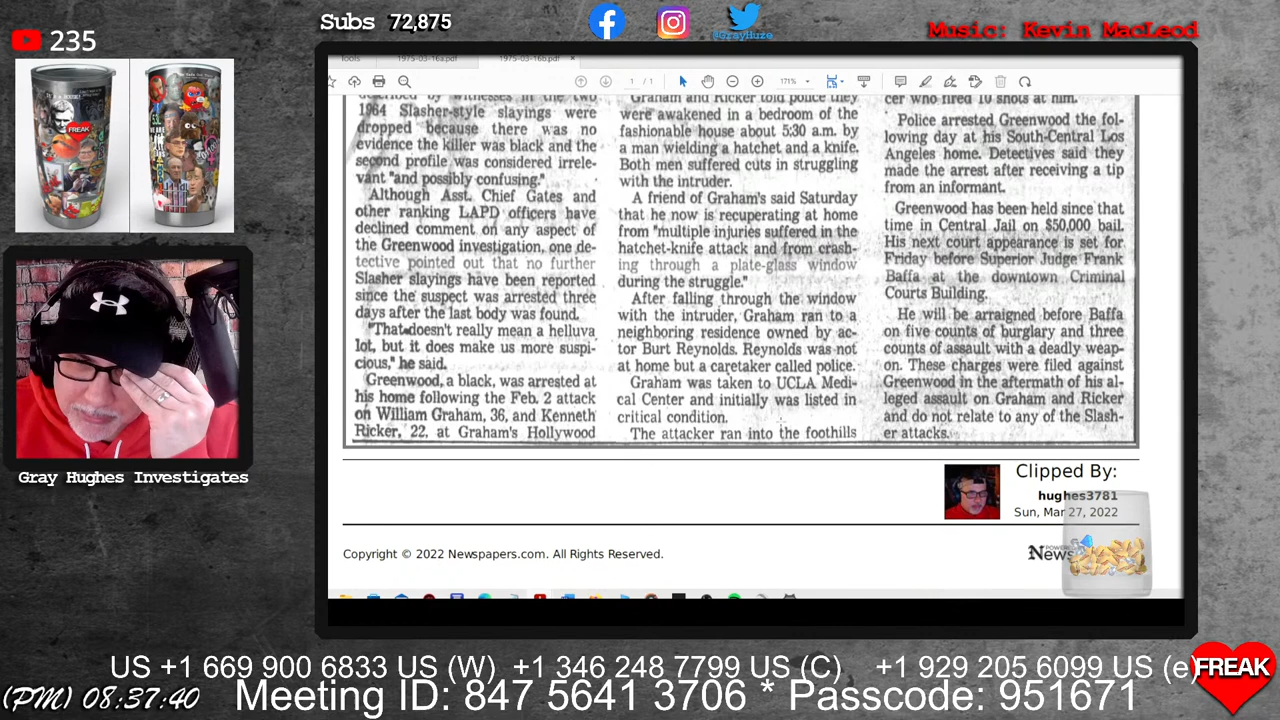 235
Subs 72,875
@GrayHuze
Music: Kevin MacLeod
FREAK
Tools
1975-03-16a.pdf
1975-03-16b.pdf
1 / 1
171%
described by witnesses in the two
1964 Slasher-style slayings were
dropped because there was no
evidence the killer was black and the
second profile was considered irrele-
vant "and possibly confusing."
Although Asst. Chief Gates and
other ranking LAPD officers have
declined comment on any aspect of
the Greenwood investigation, one de-
tective pointed out that no further
Slasher slayings have been reported
since the suspect was arrested three
days after the last body was found.
"That doesn't really mean a helluva
lot, but it does make us more suspi-
cious," he said.
Greenwood, a black, was arrested at
his home following the Feb. 2 attack
on William Graham, 36, and Kenneth
Ricker, 22, at Graham's Hollywood
Graham and Ricker told police they
were awakened in a bedroom of the
fashionable house about 5:30 a.m. by
a man wielding a hatchet and a knife.
Both men suffered cuts in struggling
with the intruder.
A friend of Graham's said Saturday
that he now is recuperating at home
from "multiple injuries suffered in the
hatchet-knife attack and from crash-
ing through a plate-glass window
during the struggle."
After falling through the window
with the intruder, Graham ran to a
neighboring residence owned by ac-
tor Burt Reynolds. Reynolds was not
at home but a caretaker called police.
Graham was taken to UCLA Medi-
cal Center and initially was listed in
critical condition.
The attacker ran into the foothills
cer who fired 10 shots at him.
Police arrested Greenwood the fol-
lowing day at his South-Central Los
Angeles home. Detectives said they
made the arrest after receiving a tip
from an informant.
Greenwood has been held since that
time in Central Jail on $50,000 bail.
His next court appearance is set for
Friday before Superior Judge Frank
Baffa at the downtown Criminal
Courts Building.
He will be arraigned before Baffa
on five counts of burglary and three
counts of assault with a deadly weap-
on. These charges were filed against
Greenwood in the aftermath of his al-
leged assault on Graham and Ricker
and do not relate to any of the Slash-
er attacks.
Clipped By:
hughes3781
Sun, Mar 27, 2022
Copyright © 2022 Newspapers.com. All Rights Reserved.
News
Gray Hughes Investigates
US +1 669 900 6833 US (W) +1 346 248 7799 US (C) +1 929 205 6099 US (e)
FREAK
(PM) 08:37:40
Meeting ID: 847 5641 3706 * Passcode: 951671